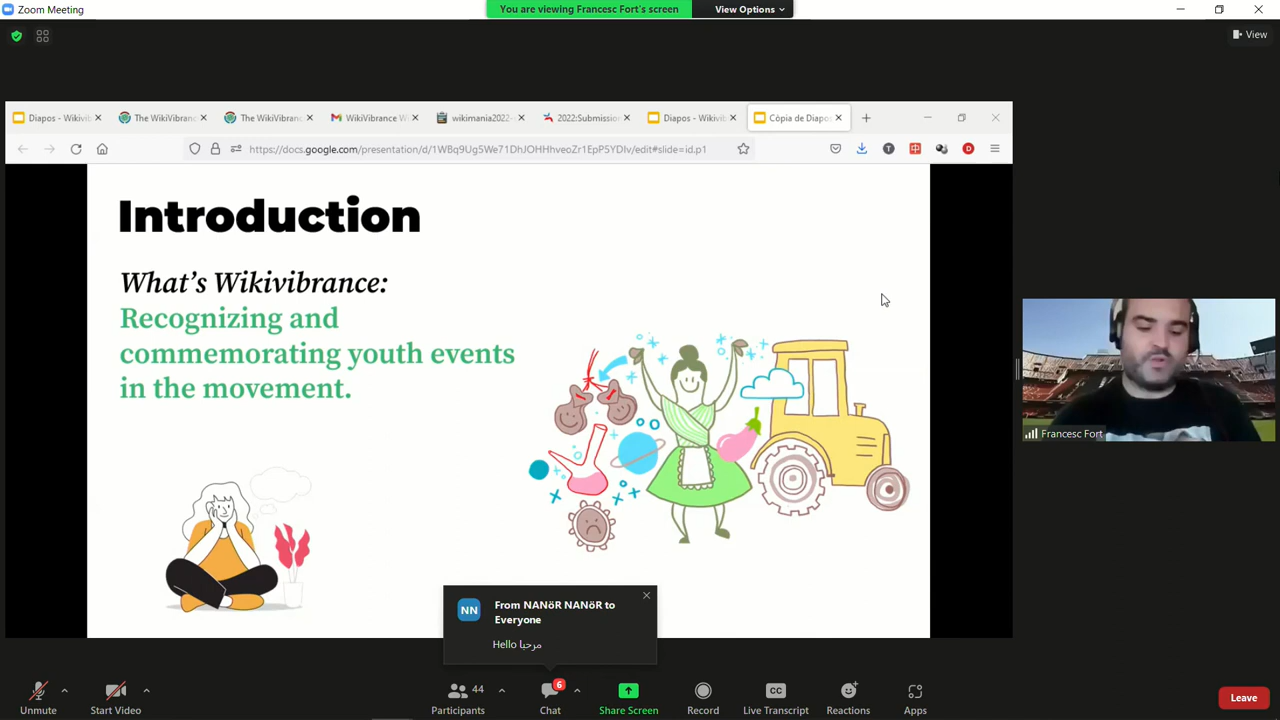 Zoom Meeting
You are viewing Francesc Fort's screen
View Options
View
Diapos - Wikivib
The WikiVibranc
The WikiVibranc
WikiVibrance W
wikimania2022-
2022:Submission
Diapos - Wikivib
Còpia de Diapos
https://docs.google.com/presentation/d/1WBq9Ug5We71DhJOHHhveoZr1EpP5YDIv/edit#slide=id.p1
Introduction
What's Wikivibrance:
Recognizing and
commemorating youth events
in the movement.
Francesc Fort
NN
From NANöR NANöR to
Everyone
Hello مرحبا
Unmute
Start Video
44
Participants
6
Chat
Share Screen
Record
CC
Live Transcript
Reactions
Apps
Leave